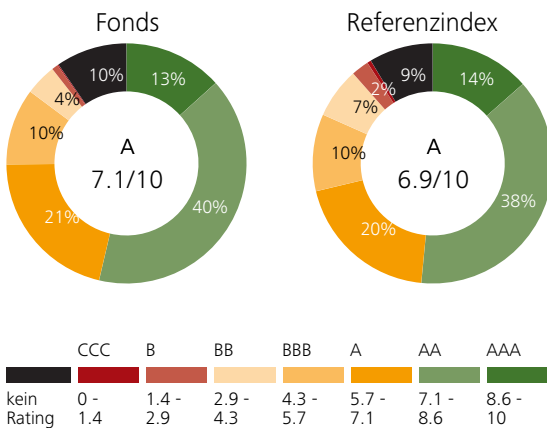 Fonds
10%
13%
4%
10%
A
7.1/10
40%
21%
Referenzindex
9%
14%
2%
7%
10%
A
6.9/10
38%
20%
CCC B BB BBB A AA AAA
kein 0 - 1.4 - 2.9 - 4.3 - 5.7 - 7.1 - 8.6 -
Rating 1.4 2.9 4.3 5.7 7.1 8.6 10